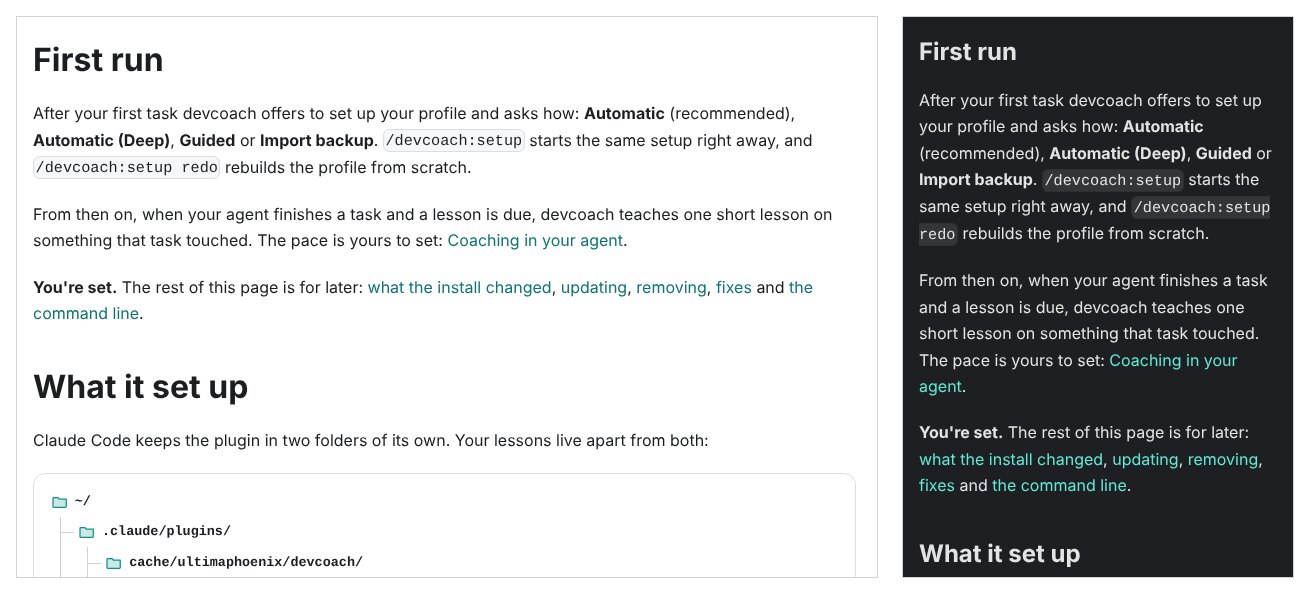 First run
After your first task devcoach offers to set up your profile and asks how: Automatic (recommended),
Automatic (Deep), Guided or Import backup. /devcoach:setup starts the same setup right away, and
/devcoach:setup redo rebuilds the profile from scratch.
From then on, when your agent finishes a task and a lesson is due, devcoach teaches one short lesson on
something that task touched. The pace is yours to set: Coaching in your agent.
You're set. The rest of this page is for later: what the install changed, updating, removing, fixes and the
command line.
What it set up
Claude Code keeps the plugin in two folders of its own. Your lessons live apart from both:
~/
.claude/plugins/
cache/ultimaphoenix/devcoach/
First run
After your first task devcoach offers to set up
your profile and asks how: Automatic
(recommended), Automatic (Deep), Guided or
Import backup. /devcoach:setup starts the
same setup right away, and /devcoach:setup
redo rebuilds the profile from scratch.
From then on, when your agent finishes a task
and a lesson is due, devcoach teaches one
short lesson on something that task touched.
The pace is yours to set: Coaching in your
agent.
You're set. The rest of this page is for later:
what the install changed, updating, removing,
fixes and the command line.
What it set up